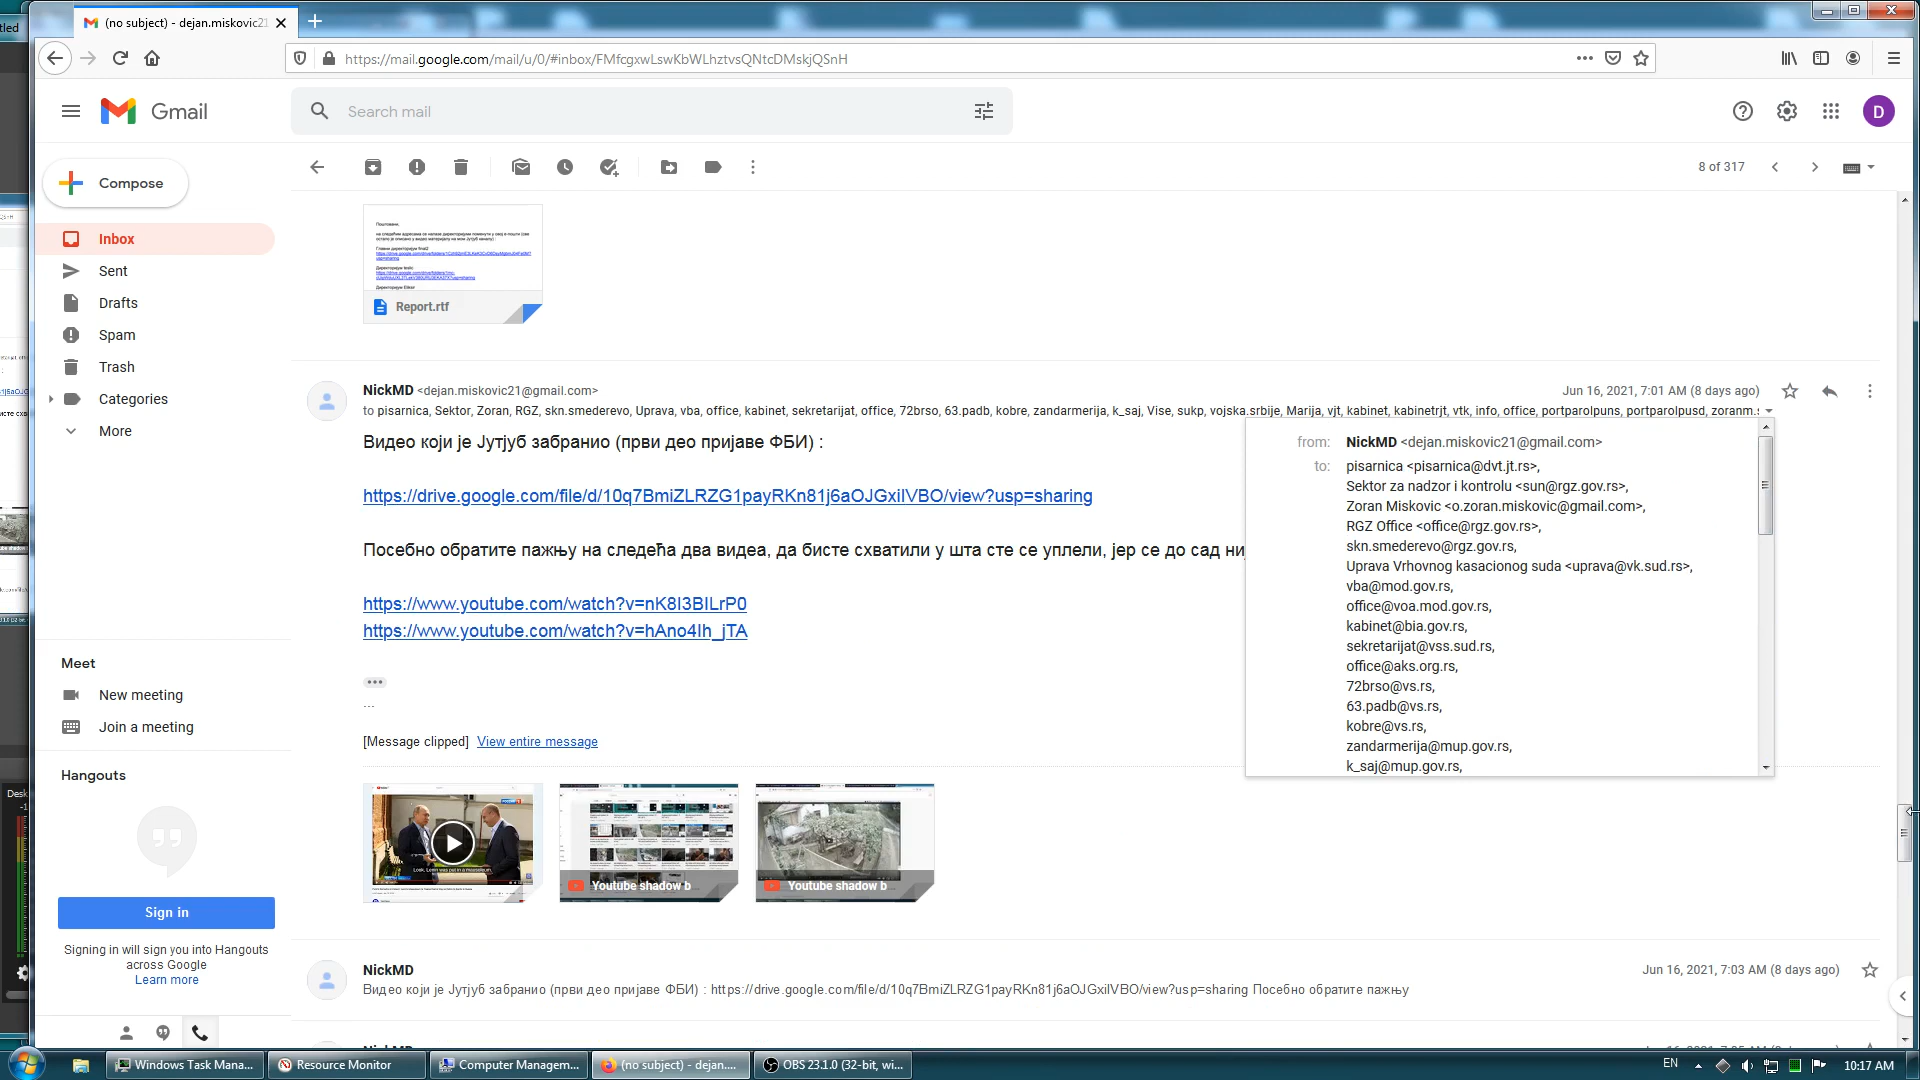 (no subject) - dejan.miskovic21
https://mail.google.com/mail/u/0/#inbox/FMfcgxwLswKbWLhztvsQNtcDMskjQSnH
Gmail
Search mail
D
Compose
8 of 317
Inbox
Sent
Drafts
Spam
Trash
Categories
More
Поштовани,
Report.rtf
NickMD <dejan.miskovic21@gmail.com>
Jun 16, 2021, 7:01 AM (8 days ago)
to pisarnica, Sektor, Zoran, RGZ, skn.smederevo, Uprava, vba, office, kabinet, sekretarijat, office, 72brso, 63.padb, kobre, zandarmerija, k_saj, Vise, sukp, vojska.srbije, Marija, vjt, kabinet, kabinetrjt, vtk, info, office, portparolpuns, portparolpusd, zoranm.
Видео који је Јутјуб забранио (први део пријаве ФБИ) :
https://drive.google.com/file/d/10q7BmiZLRZG1payRKn81j6aOJGxiIVBO/view?usp=sharing
Посебно обратите пажњу на следећа два видеа, да бисте схватили у шта сте се уплели, јер се до сад ниј
https://www.youtube.com/watch?v=nK8I3BILrP0
https://www.youtube.com/watch?v=hAno4Ih_jTA
...
[Message clipped] View entire message
from: NickMD <dejan.miskovic21@gmail.com>
to: pisarnica <pisarnica@dvt.jt.rs>,
Sektor za nadzor i kontrolu <sun@rgz.gov.rs>,
Zoran Miskovic <o.zoran.miskovic@gmail.com>,
RGZ Office <office@rgz.gov.rs>,
skn.smederevo@rgz.gov.rs,
Uprava Vrhovnog kasacionog suda <uprava@vk.sud.rs>,
vba@mod.gov.rs,
office@voa.mod.gov.rs,
kabinet@bia.gov.rs,
sekretarijat@vss.sud.rs,
office@aks.org.rs,
72brso@vs.rs,
63.padb@vs.rs,
kobre@vs.rs,
zandarmerija@mup.gov.rs,
k_saj@mup.gov.rs,
Meet
New meeting
Join a meeting
Hangouts
Sign in
Signing in will sign you into Hangouts
across Google
Learn more
Look, Lenin was put in a mausoleum.
Youtube shadow b
Youtube shadow b
NickMD
Jun 16, 2021, 7:03 AM (8 days ago)
Видео који је Јутјуб забранио (први део пријаве ФБИ) : https://drive.google.com/file/d/10q7BmiZLRZG1payRKn81j6aOJGxiIVBO/view?usp=sharing Посебно обратите пажњу
Windows Task Mana...
Resource Monitor
Computer Managem...
(no subject) - dejan....
OBS 23.1.0 (32-bit, wi...
EN
10:17 AM